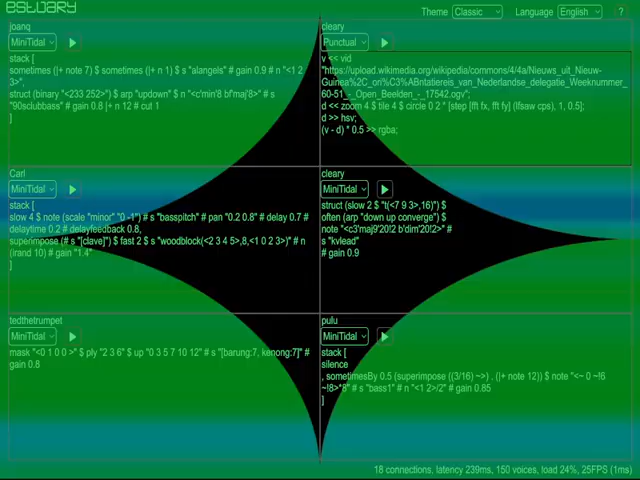 estuary
Theme Classic Language English ?
joanq
MiniTidal
stack [
sometimes (|+ note 7) $ sometimes (|+ n 1) $ s "alangels" # gain 0.9 # n "<1 2
3>",
struct (binary "<233 252>") $ arp "updown" $ n "<c'min'8 bf'maj'8>" # s
"90sclubbass" # gain 0.8 |+ n 12 # cut 1
]
cleary
Punctual
v << vid
"https://upload.wikimedia.org/wikipedia/commons/4/4a/Nieuws_uit_Nieuw-
Guinea%2C_ori%C3%ABntatiereis_van_Nederlandse_delegatie_Weeknummer_
60-51_-_Open_Beelden_-_17542.ogv";
d << zoom 4 $ tile 4 $ circle 0 2 * [step [fft fx, fft fy] (lfsaw cps), 1, 0.5];
d >> hsv;
(v - d) * 0.5 >> rgba;
Carl
MiniTidal
stack [
slow 4 $ note (scale "minor" "0 -1") # s "basspitch" # pan "0.2 0.8" # delay 0.7 #
delaytime 0.2 # delayfeedback 0.8,
superimpose (# s "[clave]") $ fast 2 $ s "woodblock(<2 3 4 5>,8,<1 0 2 3>)" # n
(irand 10) # gain "1.4"
]
cleary
MiniTidal
struct (slow 2 $ "t(<7 9 3>,16)") $
often (arp "down up converge") $
note "<c3'maj9'20!2 b'dim'20!2>" #
s "kvlead"
# gain 0.9
tedthetrumpet
MiniTidal
mask "<0 1 0 0 >" $ ply "2 3 6" $ up "0 3 5 7 10 12" # s "[barung:7, kenong:7]" #
gain 0.8
pulu
MiniTidal
stack [
silence
, sometimesBy 0.5 (superimpose ((3/16) ~>) . (|+ note 12)) $ note "<~ 0 ~!6
~!8>*8" # s "bass1" # n "<1 2>/2" # gain 0.85
]
18 connections, latency 239ms, 150 voices, load 24%, 25FPS (1ms)